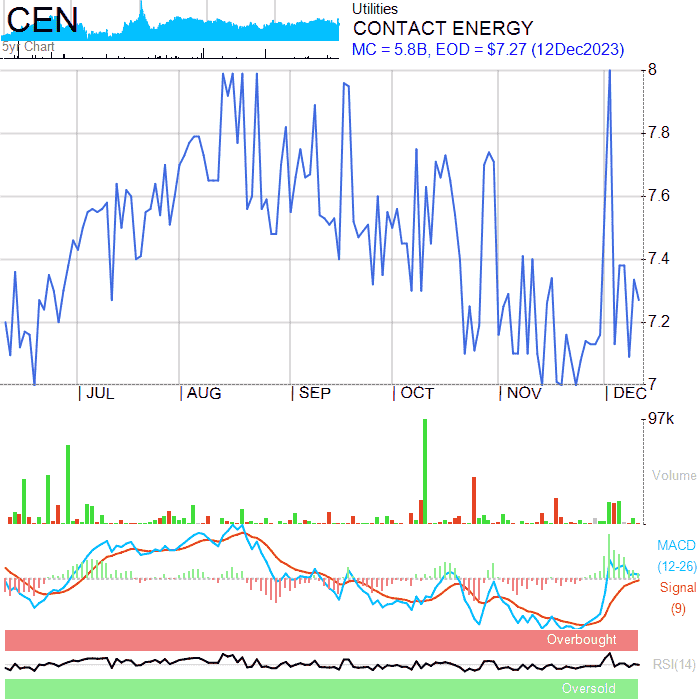 CEN
5yr Chart
Utilities
CONTACT ENERGY
MC = 5.8B, EOD = $7.27 (12Dec2023)
8
7.8
7.6
7.4
7.2
7
JUL AUG SEP OCT NOV DEC
97k
Volume
MACD
(12-26)
Signal
(9)
Overbought
RSI(14)
Oversold